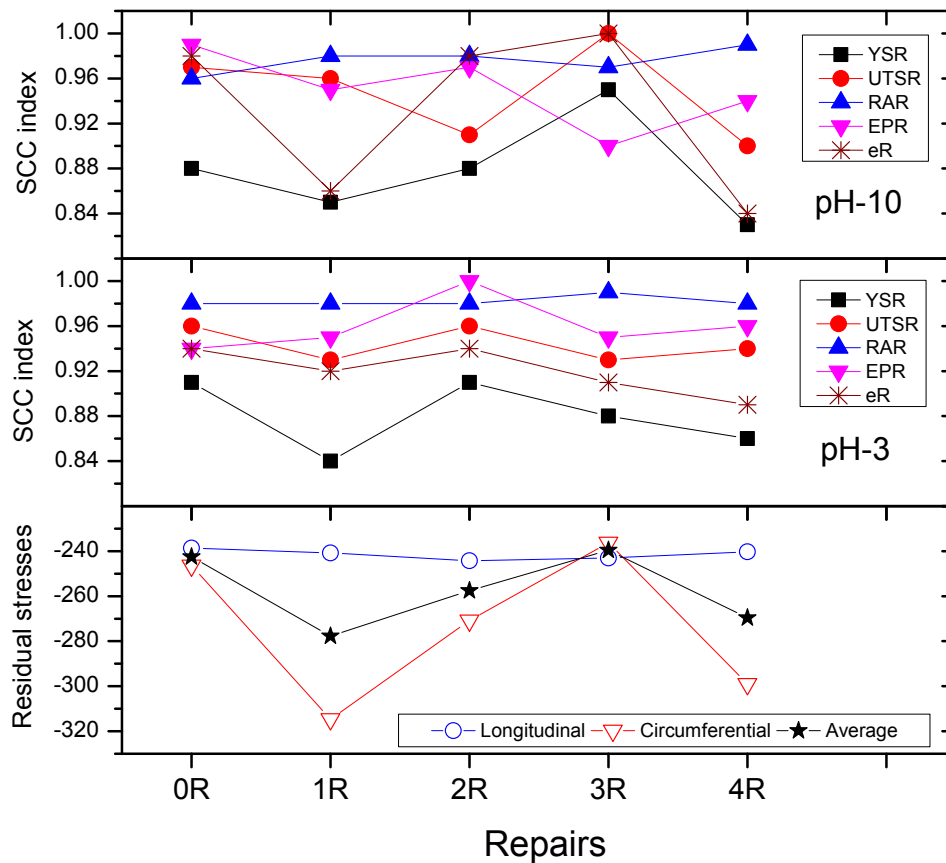 SCC index
1.00
0.96
0.92
0.88
0.84
YSR
UTSR
RAR
EPR
eR
pH-10
SCC index
1.00
0.96
0.92
0.88
0.84
YSR
UTSR
RAR
EPR
eR
pH-3
Residual stresses
-240
-260
-280
-300
-320
Longitudinal Circumferential Average
0R 1R 2R 3R 4R
Repairs